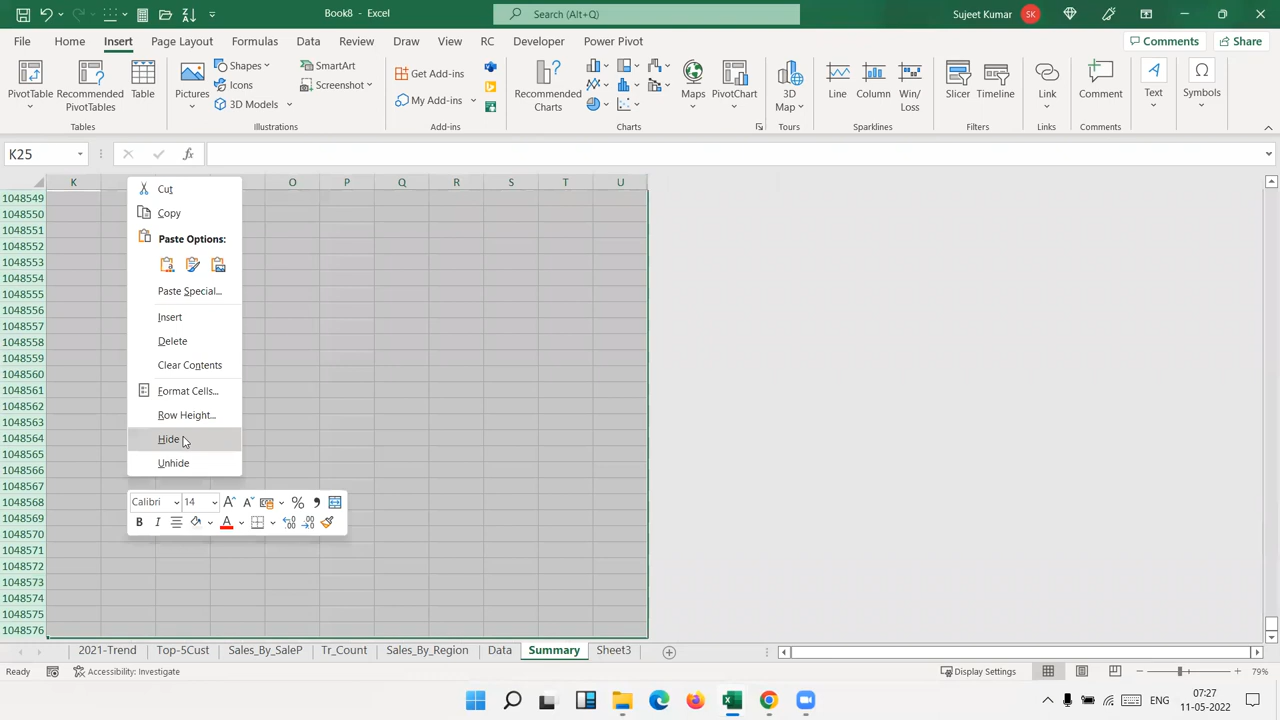 Book8 - Excel
Search (Alt+Q)
Sujeet Kumar
SK
File Home Insert Page Layout Formulas Data Review View Draw RC Developer Power Pivot
Comments
Share
PivotTable
Recommended PivotTables
Table
Tables
Pictures
Shapes
Icons
3D Models
SmartArt
Screenshot
Illustrations
Get Add-ins
My Add-ins
Add-ins
Recommended Charts
Maps
PivotChart
Charts
3D Map
Tours
Line
Column
Win/Loss
Sparklines
Slicer
Timeline
Filters
Link
Links
Comment
Comments
Text
Symbols
K25
fx
K O P Q R S T U
1048549
1048550
1048551
1048552
1048553
1048554
1048555
1048556
1048557
1048558
1048559
1048560
1048561
1048562
1048563
1048564
1048565
1048566
1048567
1048568
1048569
1048570
1048571
1048572
1048573
1048574
1048575
1048576
Cut
Copy
Paste Options:
Paste Special...
Insert
Delete
Clear Contents
Format Cells...
Row Height...
Hide
Unhide
Calibri 14 A A % ,
B I A
2021-Trend Top-5Cust Sales_By_SaleP Tr_Count Sales_By_Region Data Summary Sheet3
Ready
Accessibility: Investigate
Display Settings
79%
ENG
07:27
11-05-2022